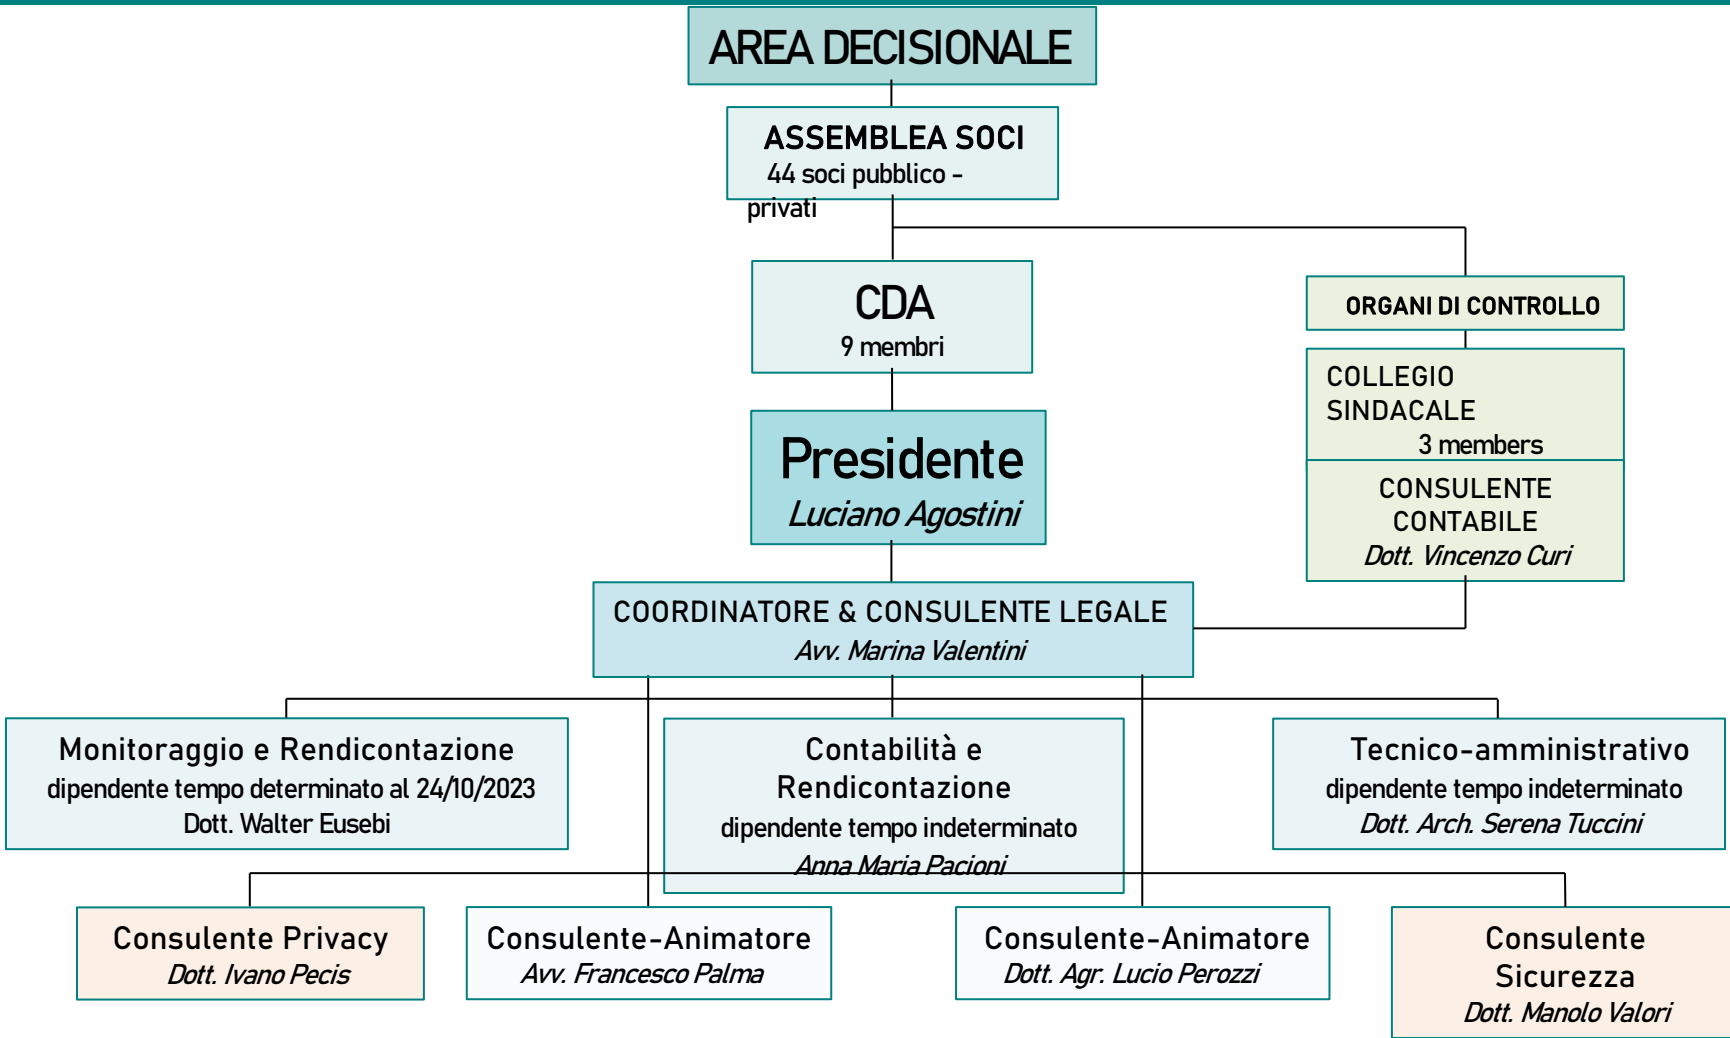 AREA DECISIONALE
ASSEMBLEA SOCI
44 soci pubblico -
privati
CDA
9 membri
ORGANI DI CONTROLLO
COLLEGIO
SINDACALE
3 members
Presidente
Luciano Agostini
CONSULENTE
CONTABILE
Dott. Vincenzo Curi
COORDINATORE & CONSULENTE LEGALE
Avv. Marina Valentini
Monitoraggio e Rendicontazione
dipendente tempo determinato al 24/10/2023
Dott. Walter Eusebi
Contabilità e
Rendicontazione
dipendente tempo indeterminato
Anna Maria Pacioni
Tecnico-amministrativo
dipendente tempo indeterminato
Dott. Arch. Serena Tuccini
Consulente Privacy
Dott. Ivano Pecis
Consulente-Animatore
Avv. Francesco Palma
Consulente-Animatore
Dott. Agr. Lucio Perozzi
Consulente
Sicurezza
Dott. Manolo Valori